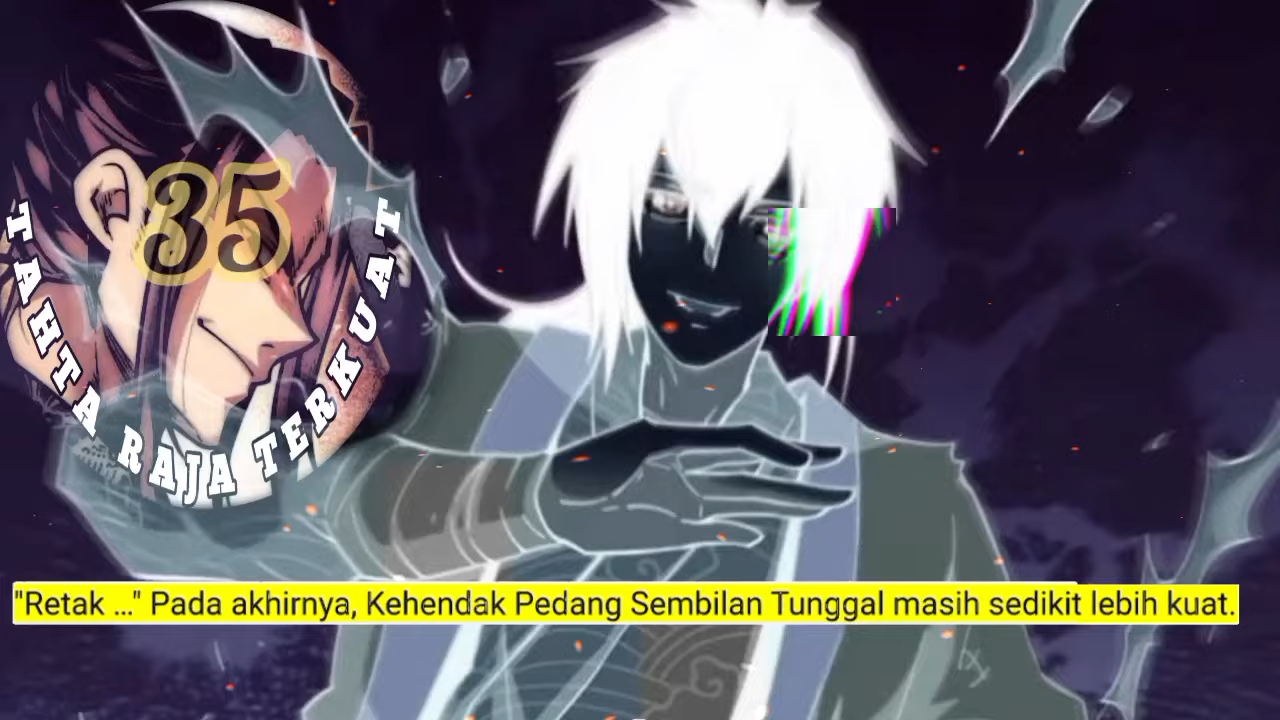 35
TAHTA RAJA TERKUAT
"Retak ..." Pada akhirnya, Kehendak Pedang Sembilan Tunggal masih sedikit lebih kuat.